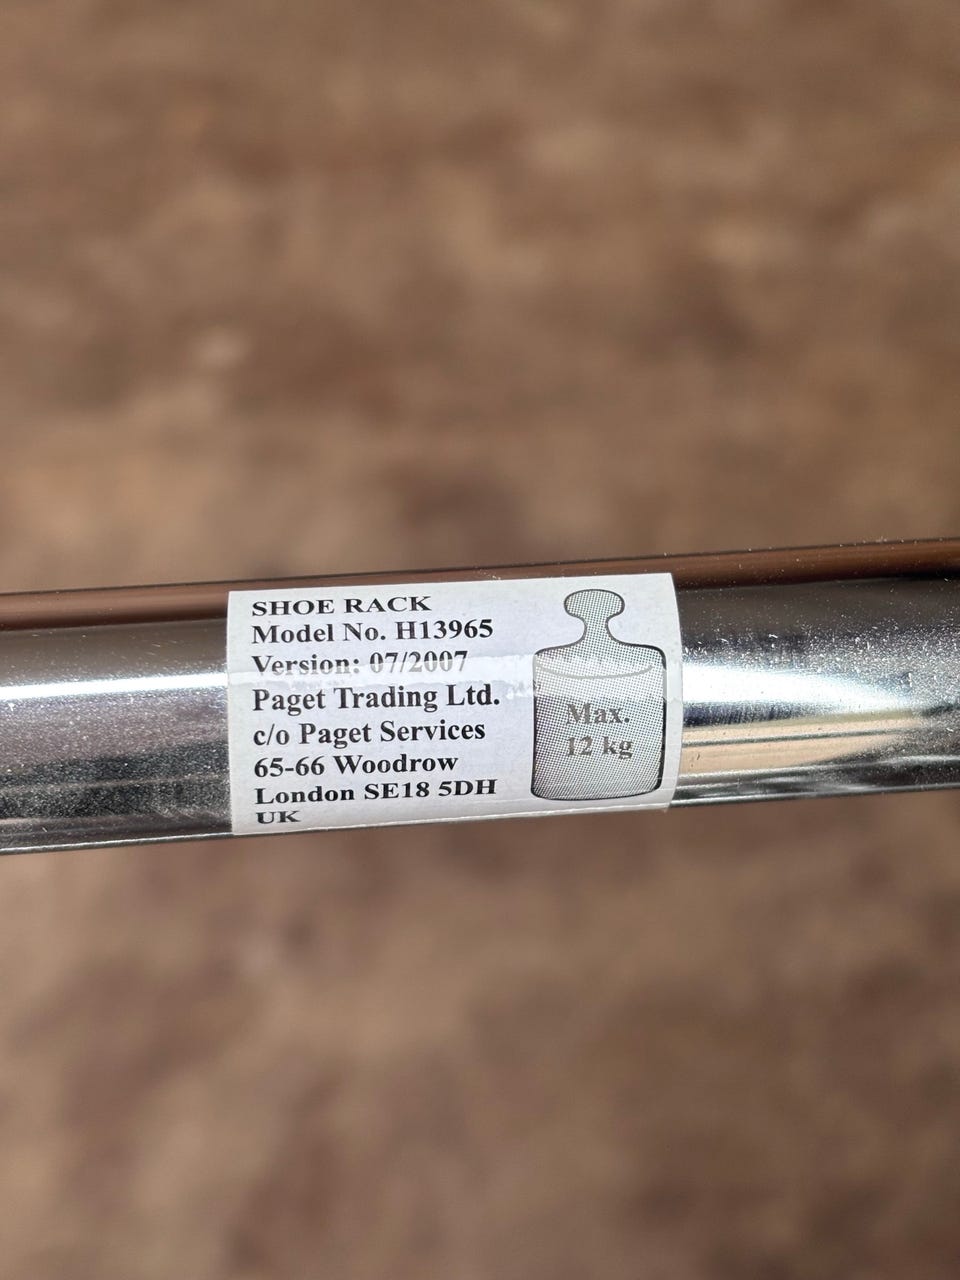 SHOE RACK
Model No. H13965
Version: 07/2007
Paget Trading Ltd.
c/o Paget Services
65-66 Woodrow
London SE18 5DH
UK
Max.
12 kg